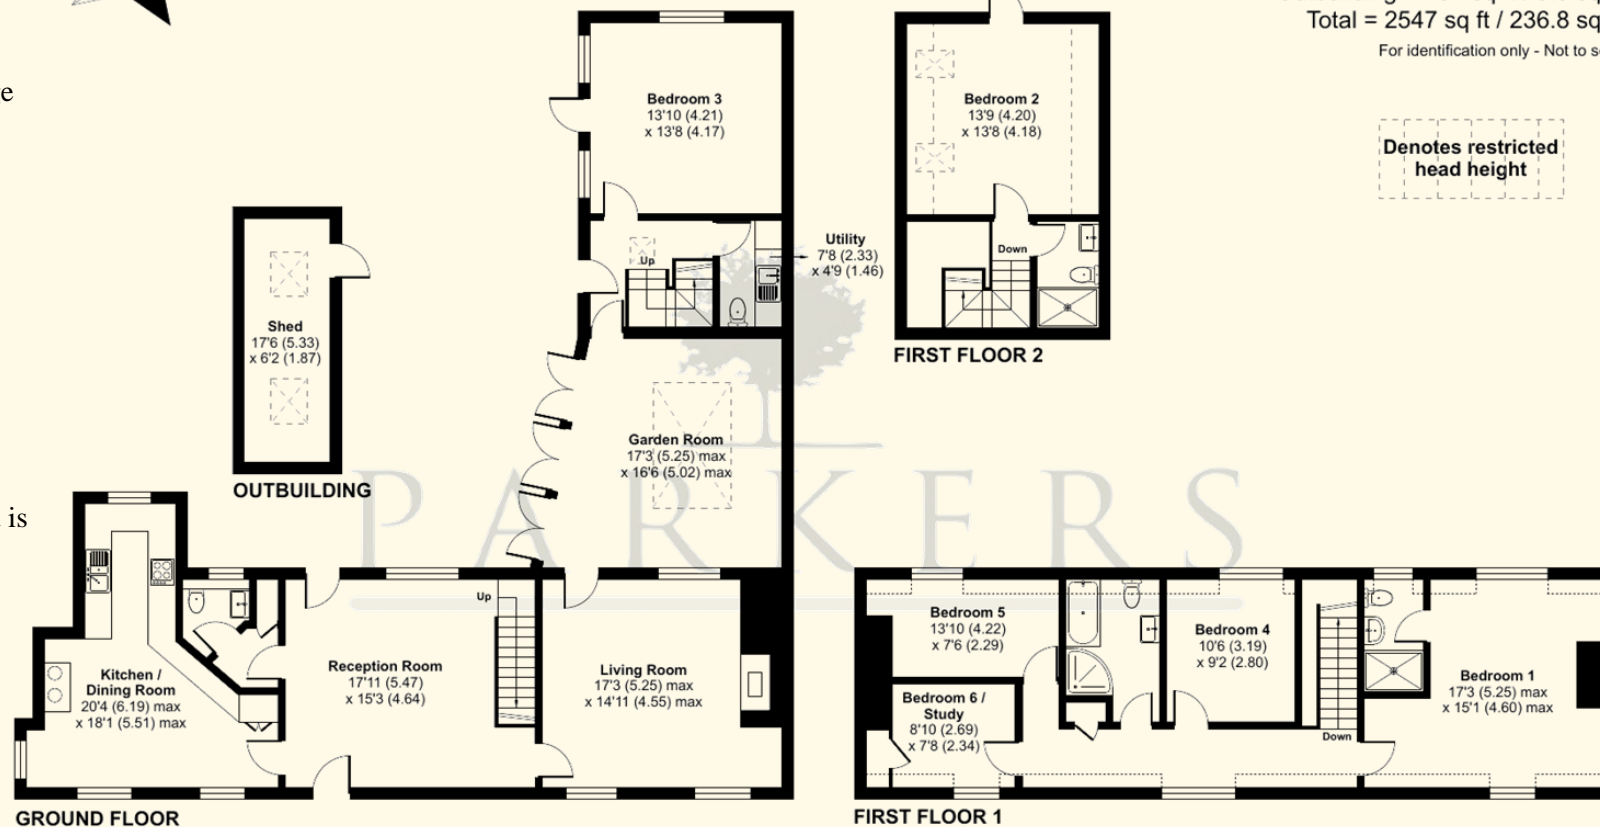 Total = 2547 sq ft / 236.8 sq
For identification only - Not to s
Denotes restricted
head height
Bedroom 3
13'10 (4.21)
x 13'8 (4.17)
Bedroom 2
13'9 (4.20)
x 13'8 (4.18)
Up
Utility
7'8 (2.33)
x 4'9 (1.46)
Down
Shed
17'6 (5.33)
x 6'2 (1.87)
FIRST FLOOR 2
Garden Room
17'3 (5.25) max
x 16'6 (5.02) max
OUTBUILDING
is
PARKERS
Up
Kitchen /
Dining Room
20'4 (6.19) max
x 18'1 (5.51) max
Reception Room
17'11 (5.47)
x 15'3 (4.64)
Living Room
17'3 (5.25) max
x 14'11 (4.55) max
Bedroom 5
13'10 (4.22)
x 7'6 (2.29)
Bedroom 4
10'6 (3.19)
x 9'2 (2.80)
Bedroom 6 /
Study
8'10 (2.69)
x 7'8 (2.34)
Bedroom 1
17'3 (5.25) max
x 15'1 (4.60) max
Down
GROUND FLOOR
FIRST FLOOR 1